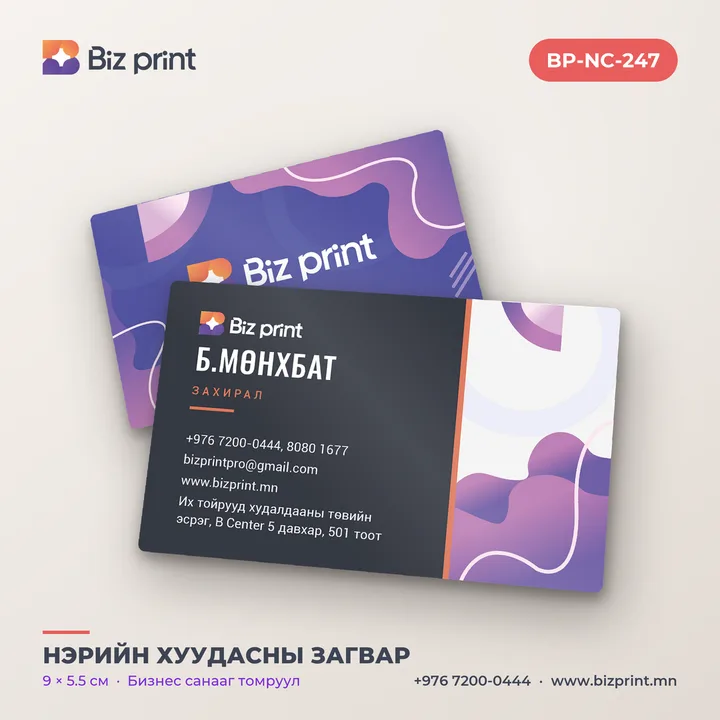 Biz print
BP-NC-247
Biz print
Biz print
Б.МӨНХБАТ
ЗАХИРАЛ
+976 7200-0444, 8080 1677
bizprintpro@gmail.com
www.bizprint.mn
Их тойрууд худалдааны төвийн
эсрэг, B Center 5 давхар, 501 тоот
НЭРИЙН ХУУДАСНЫ ЗАГВАР
9 × 5.5 см · Бизнес санааг томруул
+976 7200-0444 · www.bizprint.mn